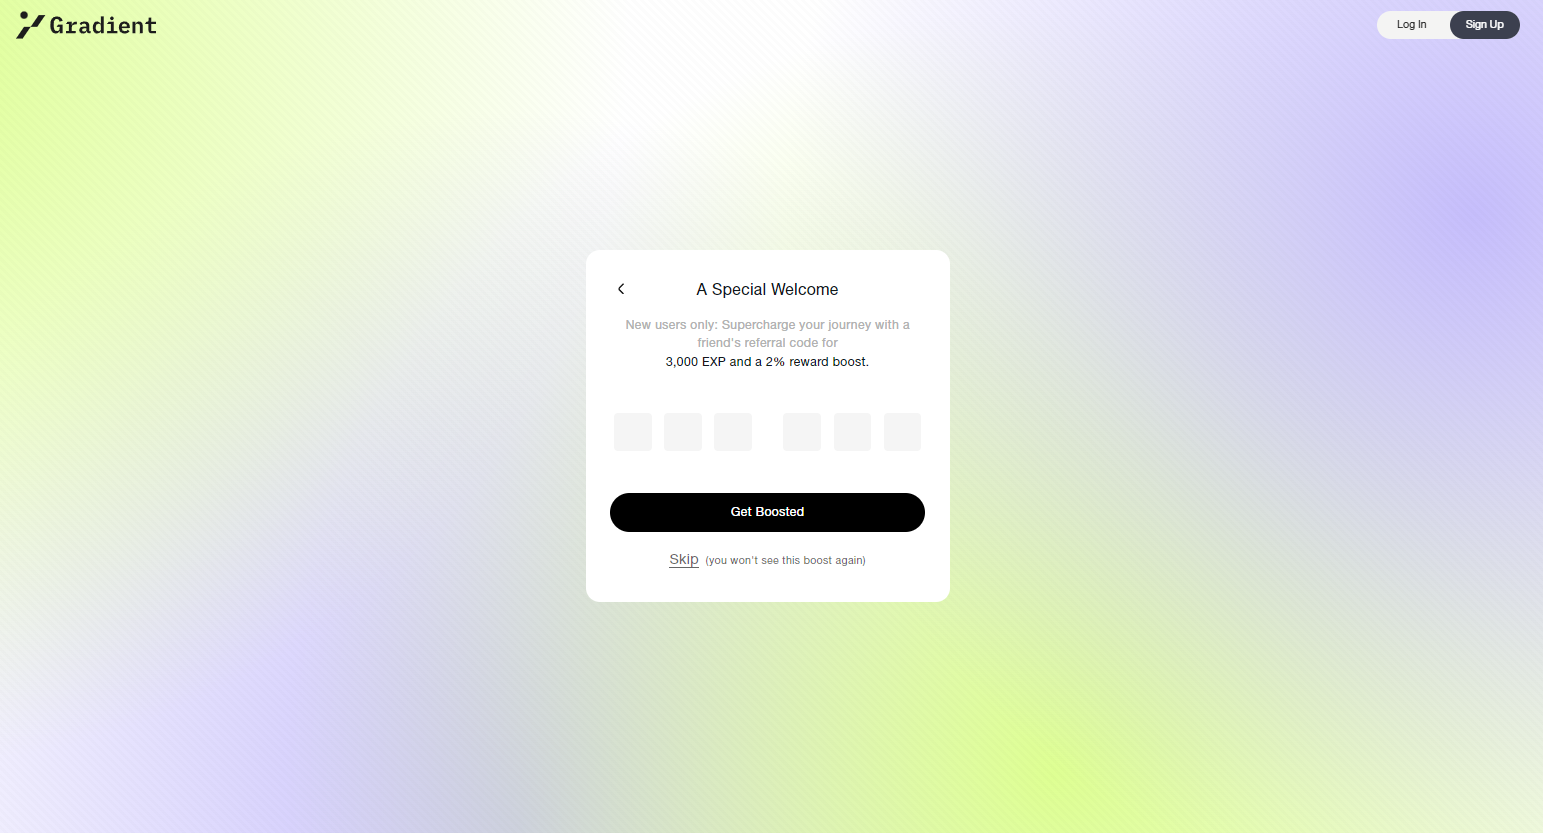 Gradient
Log In
Sign Up
A Special Welcome
New users only: Supercharge your journey with a
friend's referral code for
3,000 EXP and a 2% reward boost.
Get Boosted
Skip (you won't see this boost again)